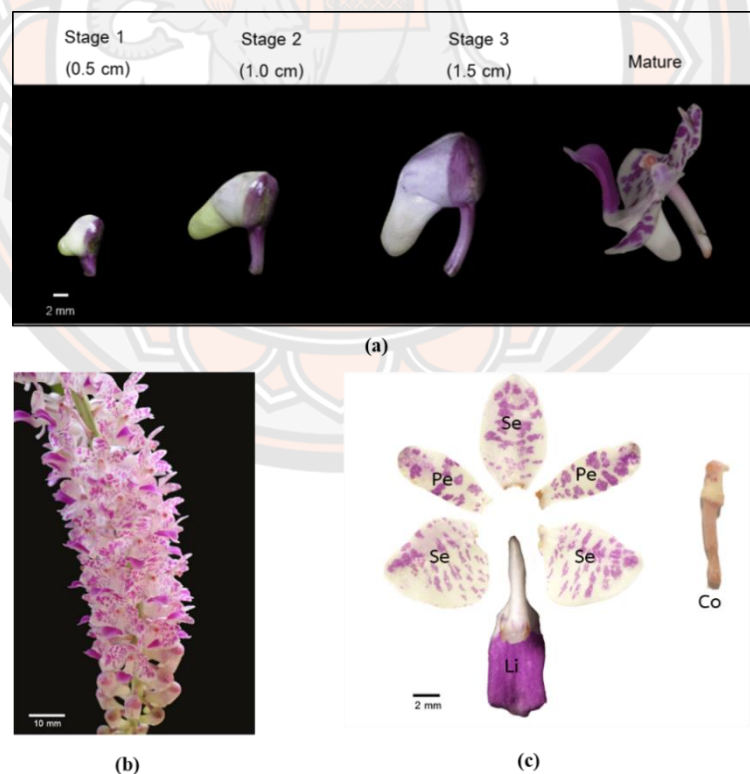 Stage 1
(0.5 cm)
Stage 2
(1.0 cm)
Stage 3
(1.5 cm)
Mature
2 mm
(a)
10 mm
(b)
Se
Pe
Pe
Se
Se
Li
Co
2 mm
(c)